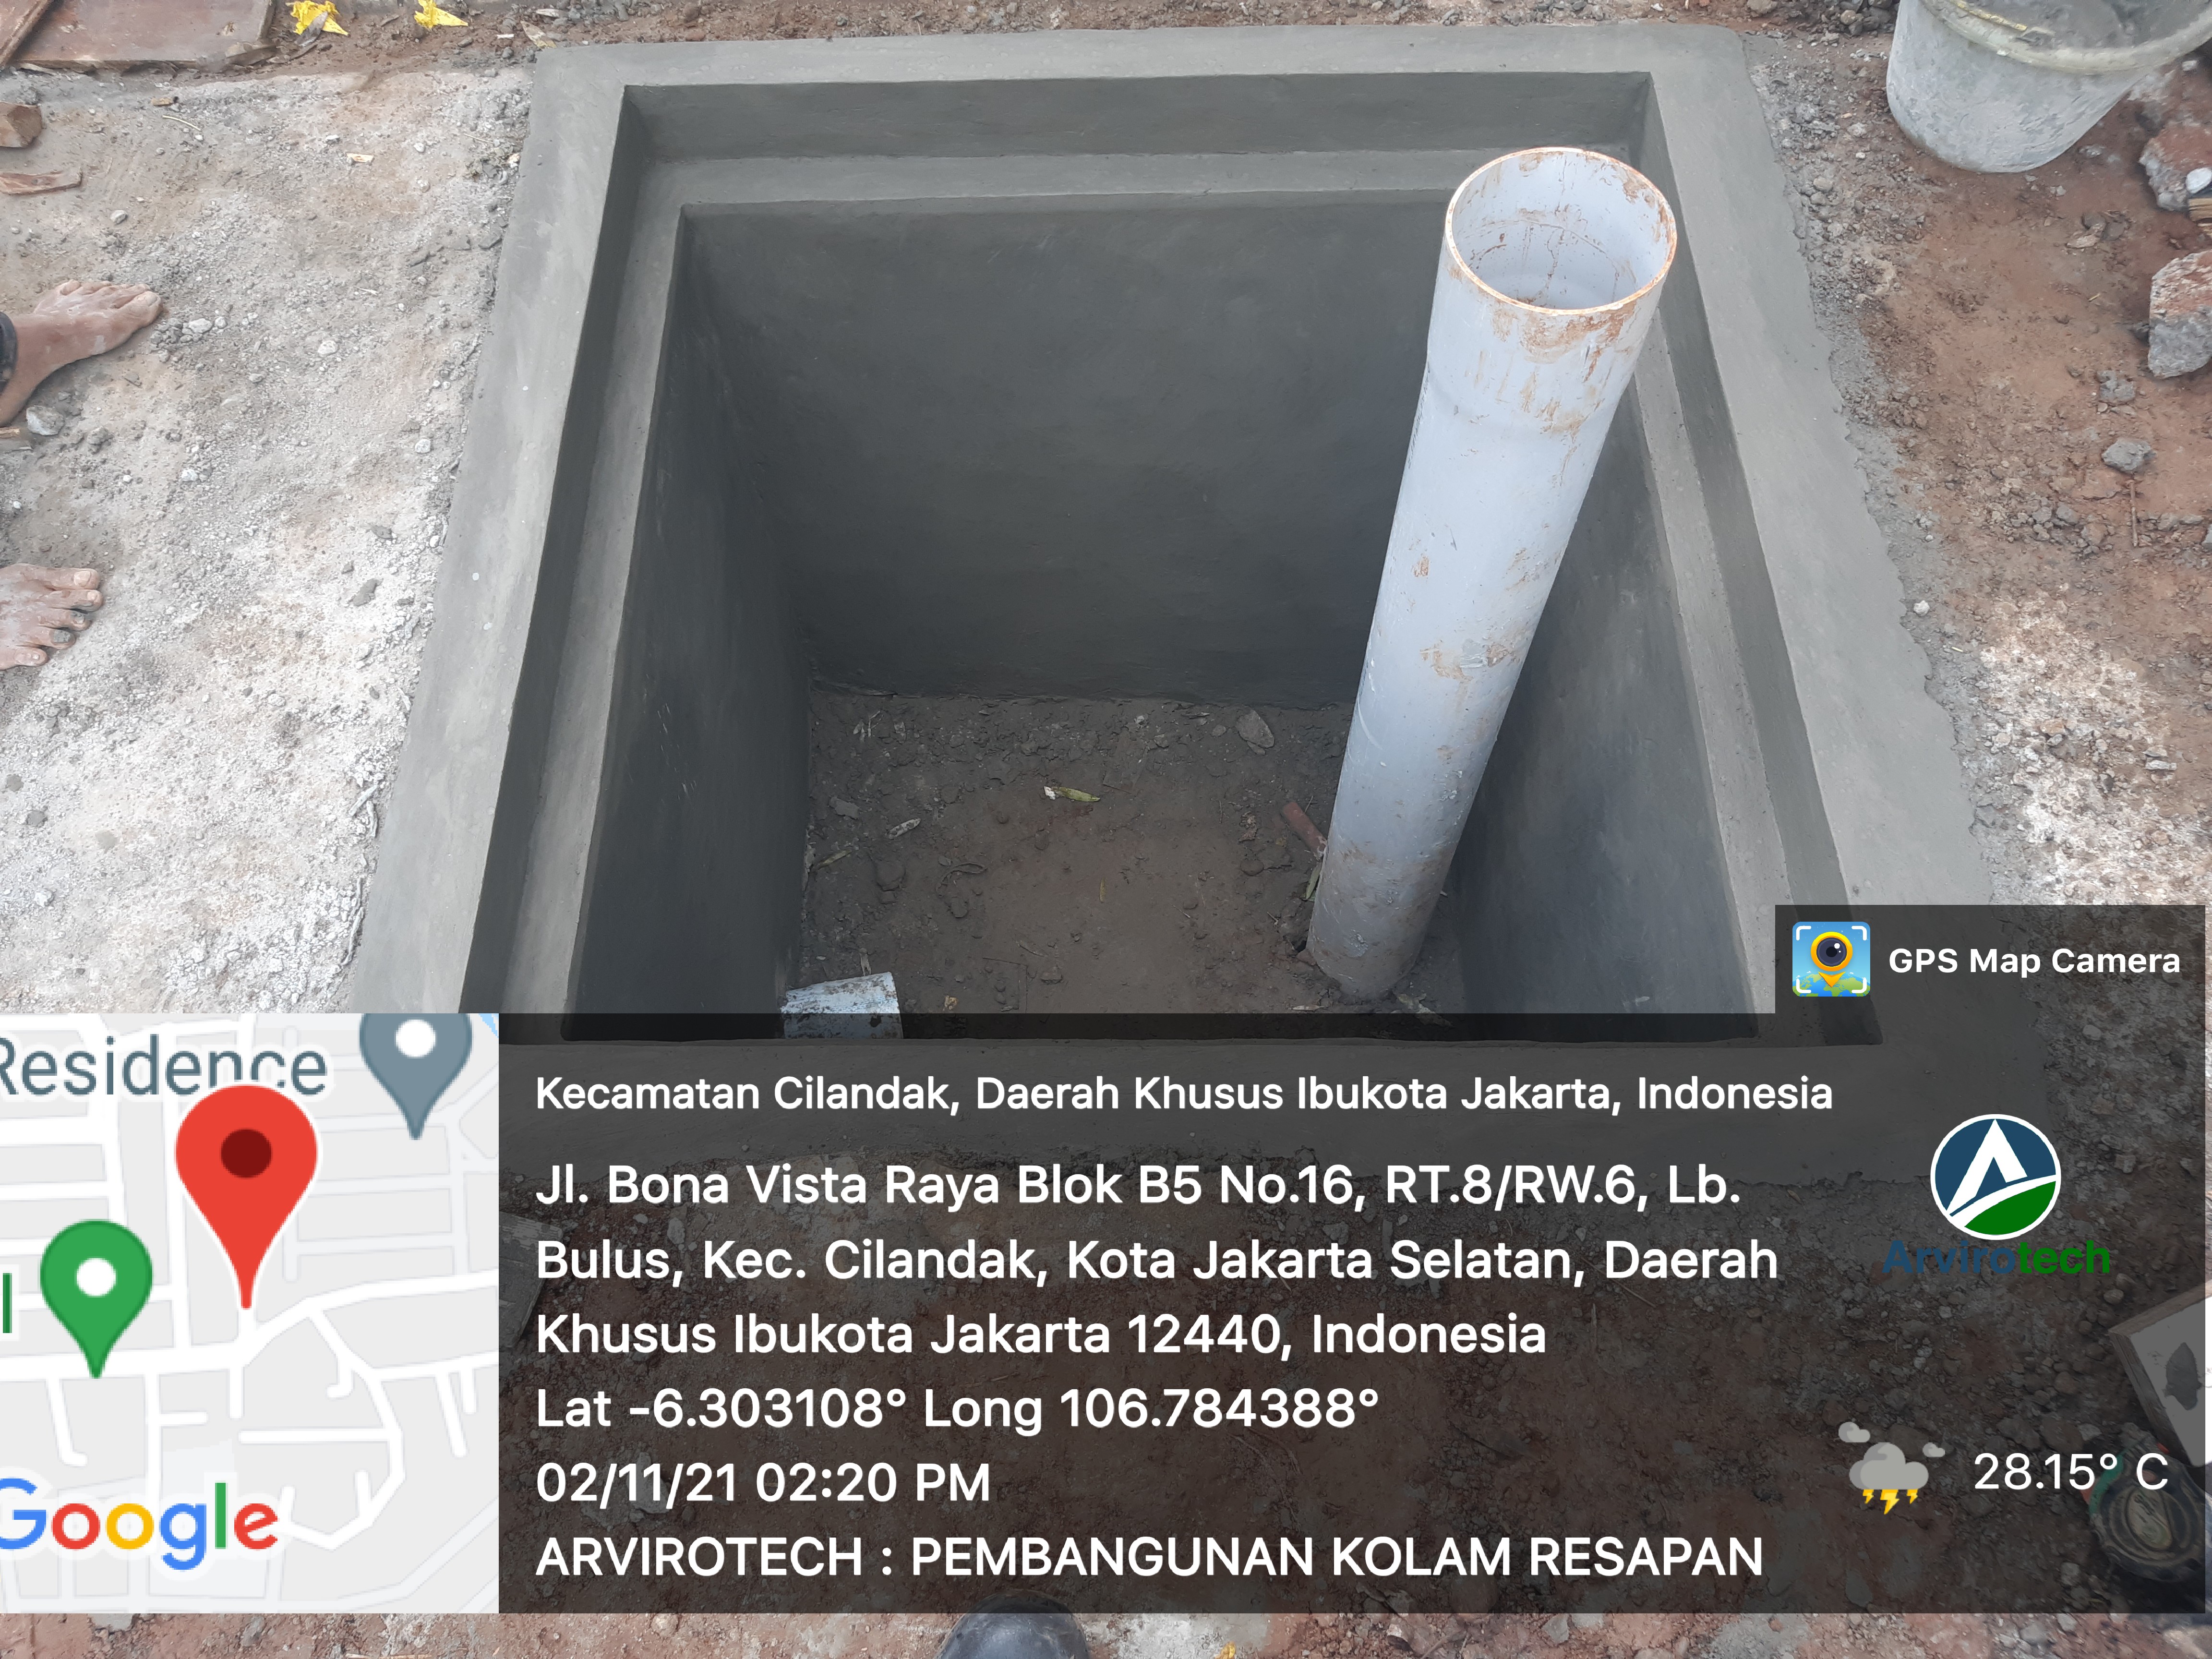 GPS Map Camera
Residence
Kecamatan Cilandak, Daerah Khusus Ibukota Jakarta, Indonesia
Jl. Bona Vista Raya Blok B5 No.16, RT.8/RW.6, Lb.
Bulus, Kec. Cilandak, Kota Jakarta Selatan, Daerah
Khusus Ibukota Jakarta 12440, Indonesia
Lat -6.303108° Long 106.784388°
02/11/21 02:20 PM
ARVIROTECH : PEMBANGUNAN KOLAM RESAPAN
Arvirotech
28.15° C
l
Google